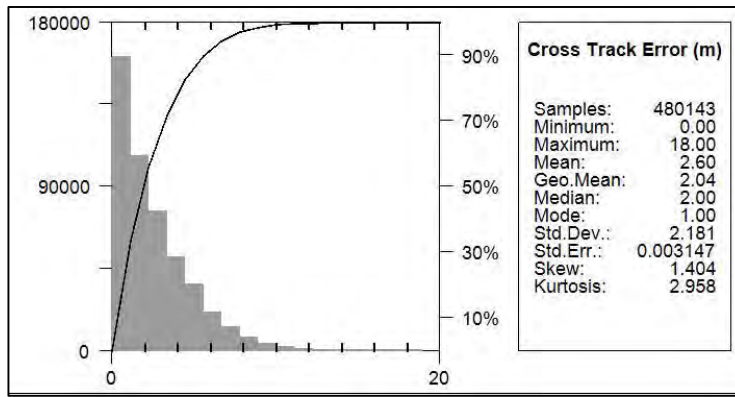 180000
90000
0
0
20
90%
70%
50%
30%
10%
Cross Track Error (m)
Samples: 480143
Minimum: 0.00
Maximum: 18.00
Mean: 2.60
Geo.Mean: 2.04
Median: 2.00
Mode: 1.00
Std.Dev.: 2.181
Std.Err.: 0.003147
Skew: 1.404
Kurtosis: 2.958